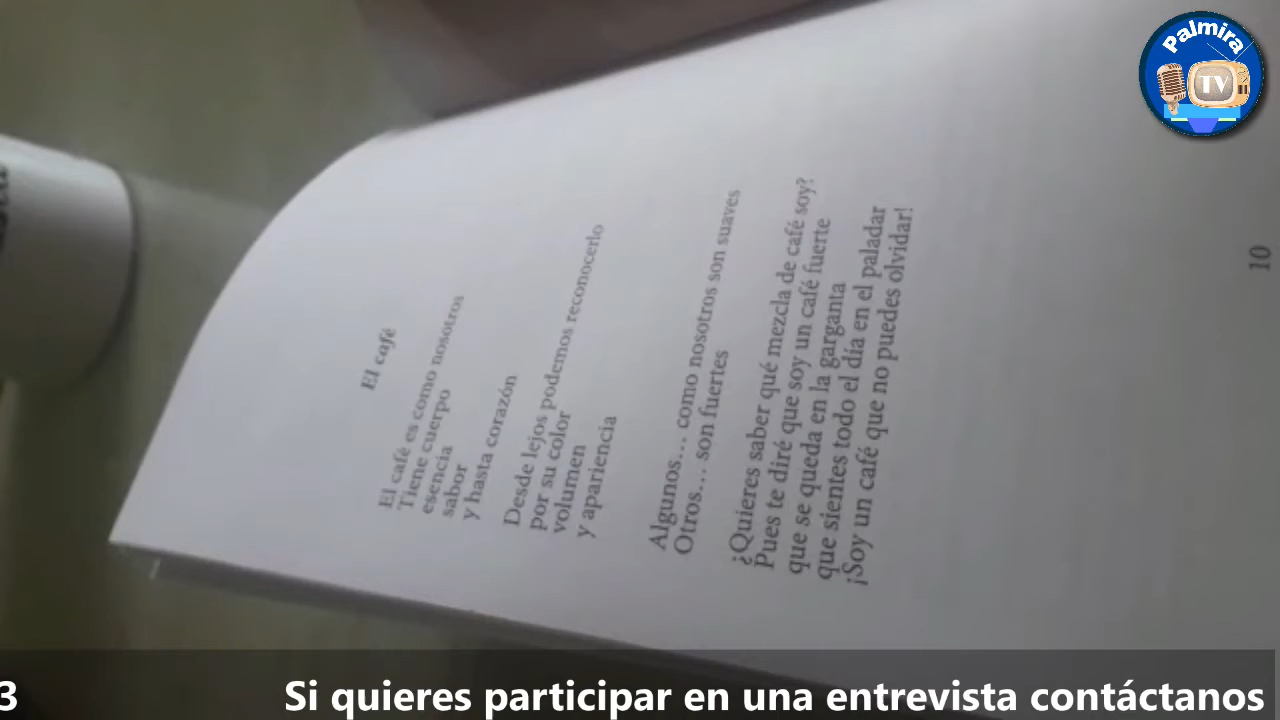 El café
El café es como nosotros
Tiene cuerpo
esencia
sabor
y hasta corazón
Desde lejos podemos reconocerlo
por su color
volumen
y apariencia
Algunos... como nosotros son suaves
Otros... son fuertes
¿Quieres saber qué mezcla de café soy?
Pues te diré que soy un café fuerte
que se queda en la garganta
que sientes todo el día en el paladar
¡Soy un café que no puedes olvidar!
10
Palmira
TV
3
Si quieres participar en una entrevista contáctanos